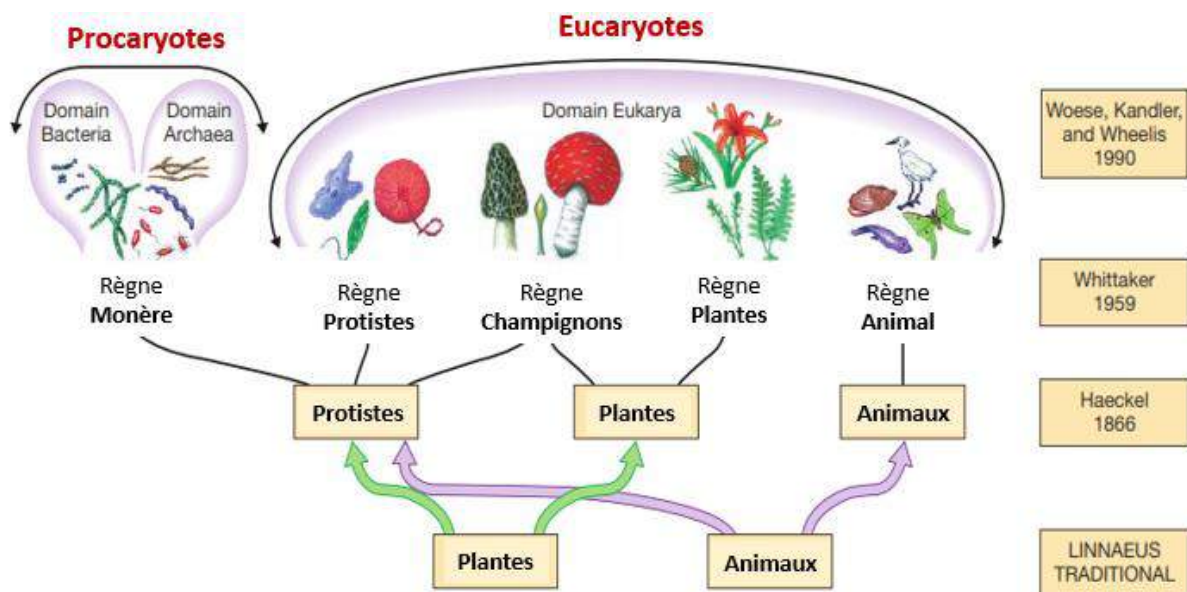 Procaryotes
Eucaryotes
Domain
Bacteria
Domain
Archaea
Domain Eukarya
Woese, Kandler,
and Wheelis
1990
Règne
Monère
Règne
Protistes
Règne
Champignons
Règne
Plantes
Règne
Animal
Whittaker
1959
Protistes
Plantes
Animaux
Haeckel
1866
Plantes
Animaux
LINNAEUS
TRADITIONAL